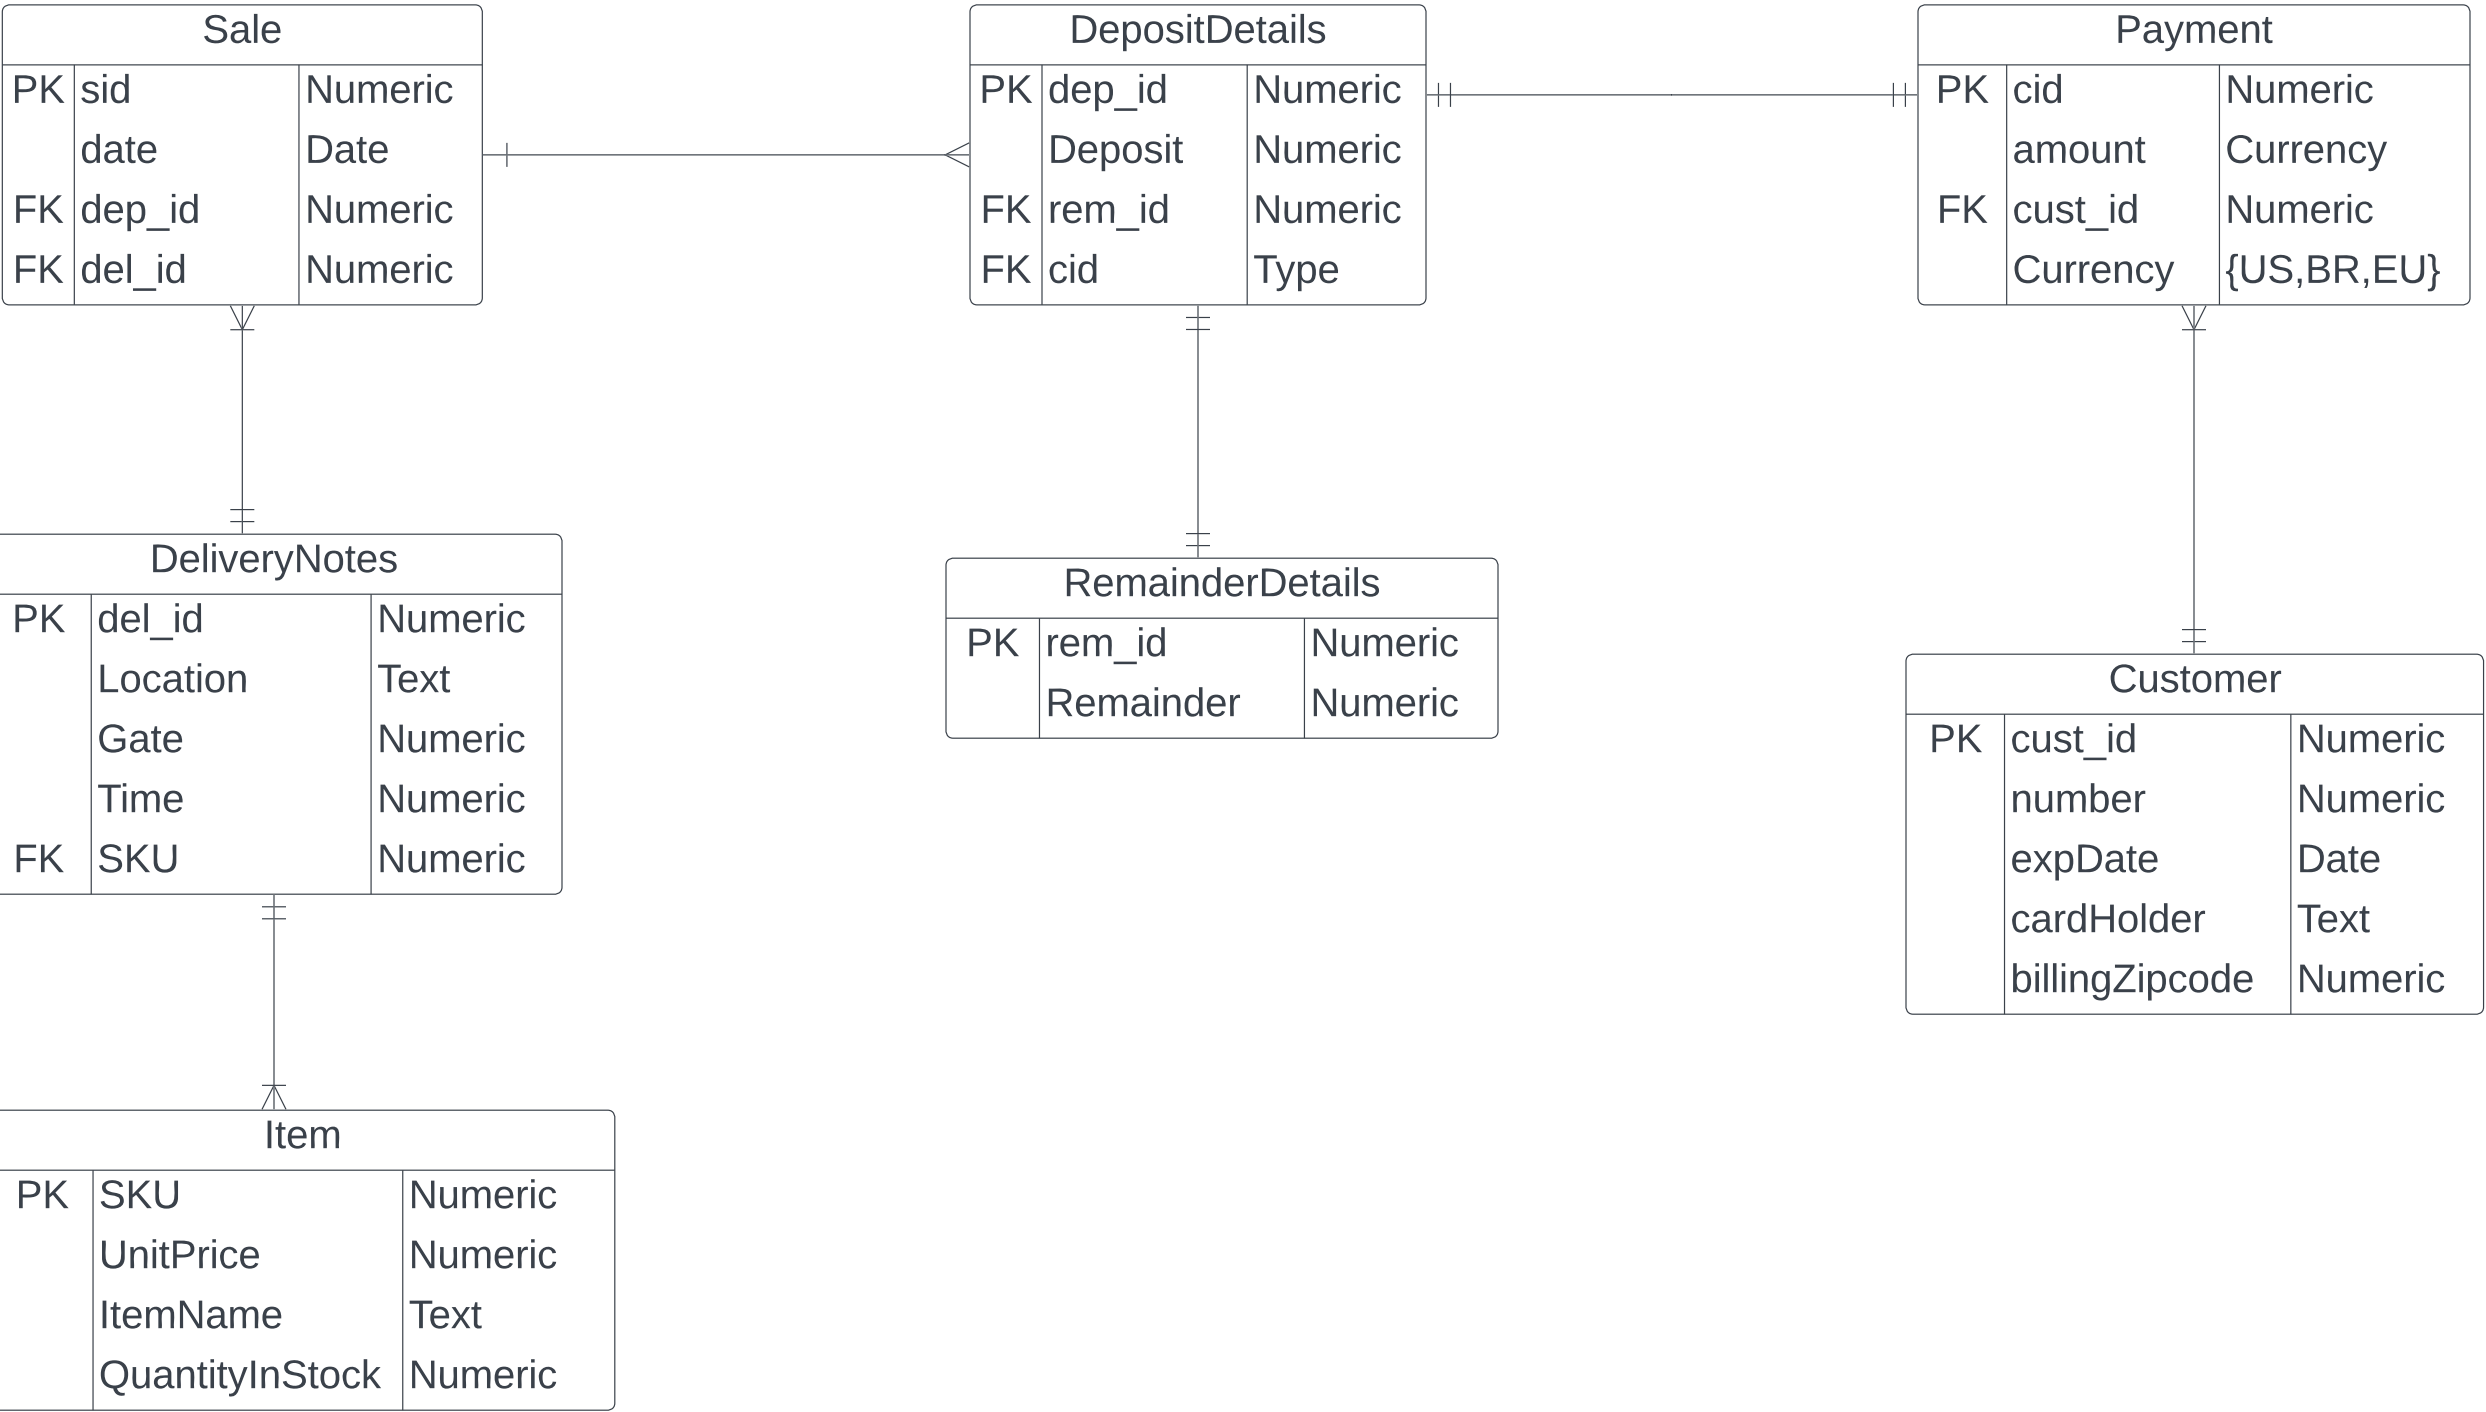 Sale
PK sid Numeric
date Date
FK dep_id Numeric
FK del_id Numeric
DepositDetails
PK dep_id Numeric
Deposit Numeric
FK rem_id Numeric
FK cid Type
Payment
PK cid Numeric
amount Currency
FK cust_id Numeric
Currency {US,BR,EU}
DeliveryNotes
PK del_id Numeric
Location Text
Gate Numeric
Time Numeric
FK SKU Numeric
RemainderDetails
PK rem_id Numeric
Remainder Numeric
Customer
PK cust_id Numeric
number Numeric
expDate Date
cardHolder Text
billingZipcode Numeric
Item
PK SKU Numeric
UnitPrice Numeric
ItemName Text
QuantityInStock Numeric